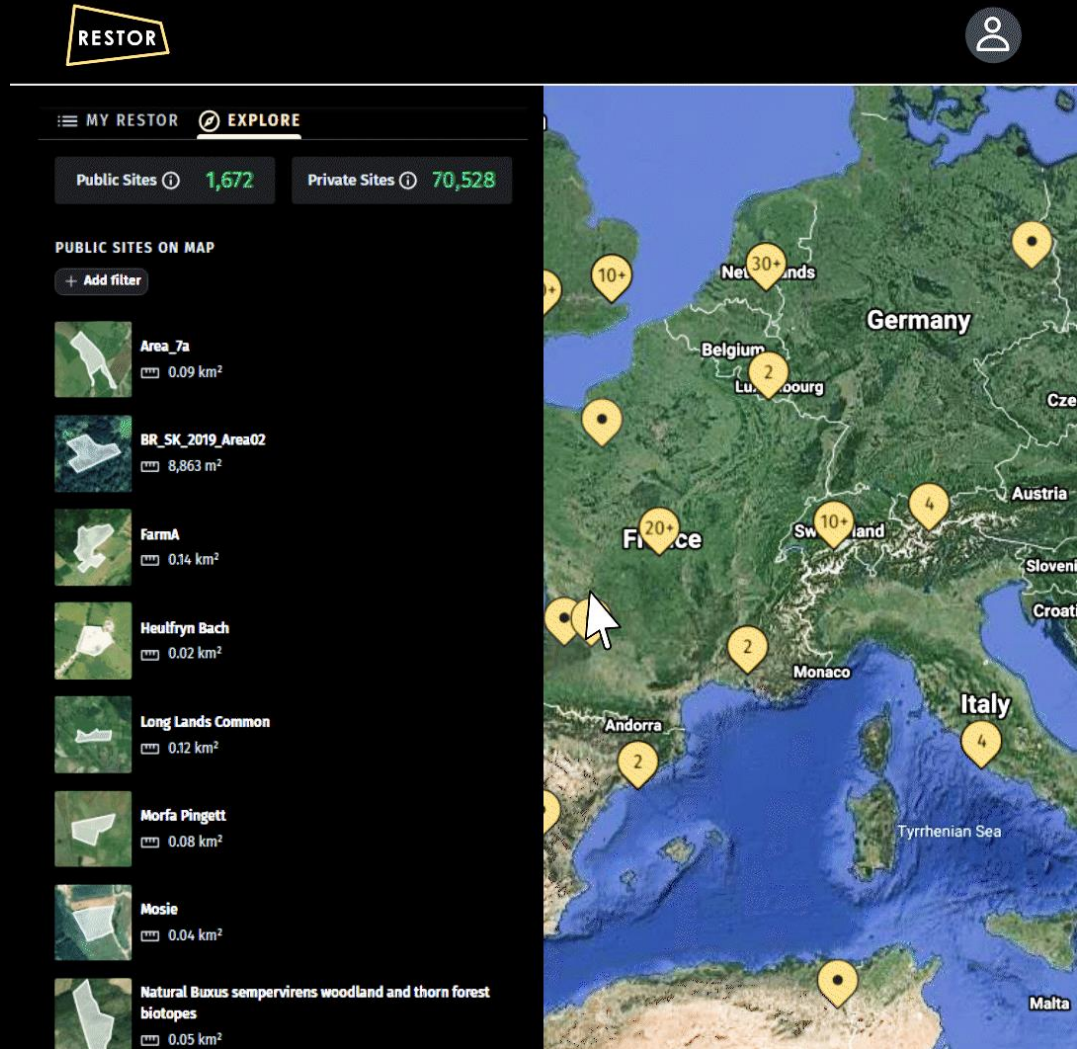 RESTOR
MY RESTOR
EXPLORE
Public Sites
1,672
Private Sites
70,528
PUBLIC SITES ON MAP
+ Add filter
Area_7a
0.09 km²
BR_SK_2019_Area02
8,863 m²
FarmA
0.14 km²
Heulfryn Bach
0.02 km²
Long Lands Common
0.12 km²
Morfa Pingett
0.08 km²
Mosie
0.04 km²
Natural Buxus sempervirens woodland and thorn forest
biotopes
0.05 km²
10+
30+
Germany
Belgium
2
Austria
4
10+
20+
2
Monaco
Andorra
2
Italy
4
Tyrrhenian Sea
Malta